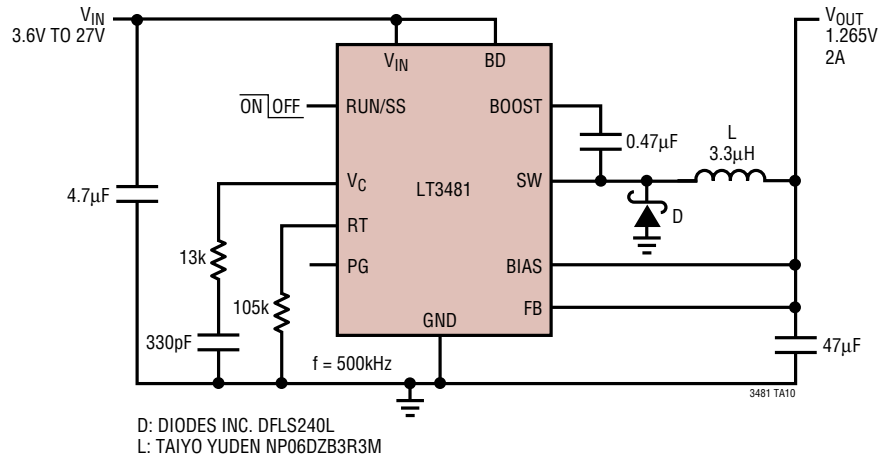 VIN
3.6V TO 27V
VOUT
1.265V
2A
VIN
BD
ON OFF
RUN/SS
BOOST
0.47µF
L
3.3µH
4.7µF
VC
LT3481
SW
D
RT
13k
PG
BIAS
105k
FB
GND
330pF
47µF
f = 500kHz
3481 TA10
D: DIODES INC. DFLS240L
L: TAIYO YUDEN NP06DZB3R3M